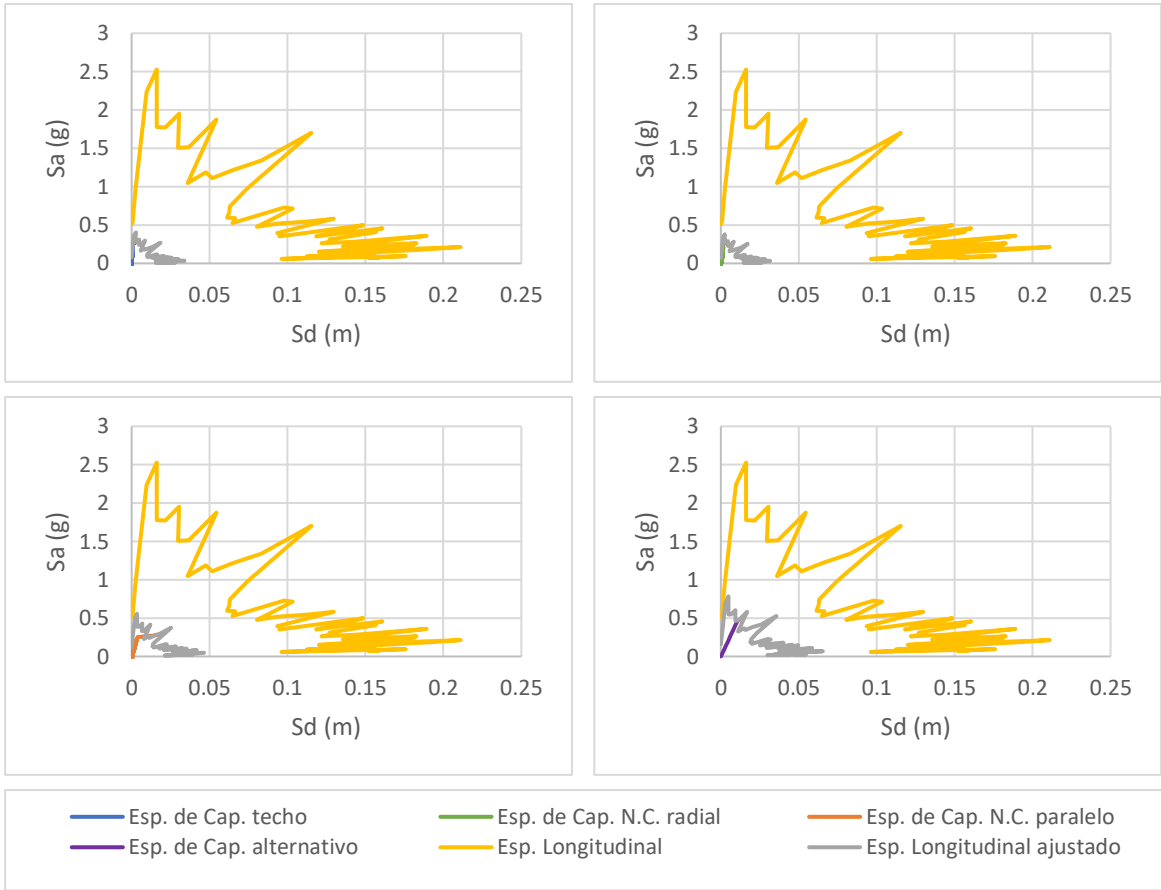 3
2.5
2
1.5
1
0.5
0
Sa (g)
0 0.05 0.1 0.15 0.2 0.25
Sd (m)
3
2.5
2
1.5
1
0.5
0
Sa (g)
0 0.05 0.1 0.15 0.2 0.25
Sd (m)
3
2.5
2
1.5
1
0.5
0
Sa (g)
0 0.05 0.1 0.15 0.2 0.25
Sd (m)
3
2.5
2
1.5
1
0.5
0
Sa (g)
0 0.05 0.1 0.15 0.2 0.25
Sd (m)
Esp. de Cap. techo Esp. de Cap. N.C. radial Esp. de Cap. N.C. paralelo
Esp. de Cap. alternativo Esp. Longitudinal Esp. Longitudinal ajustado